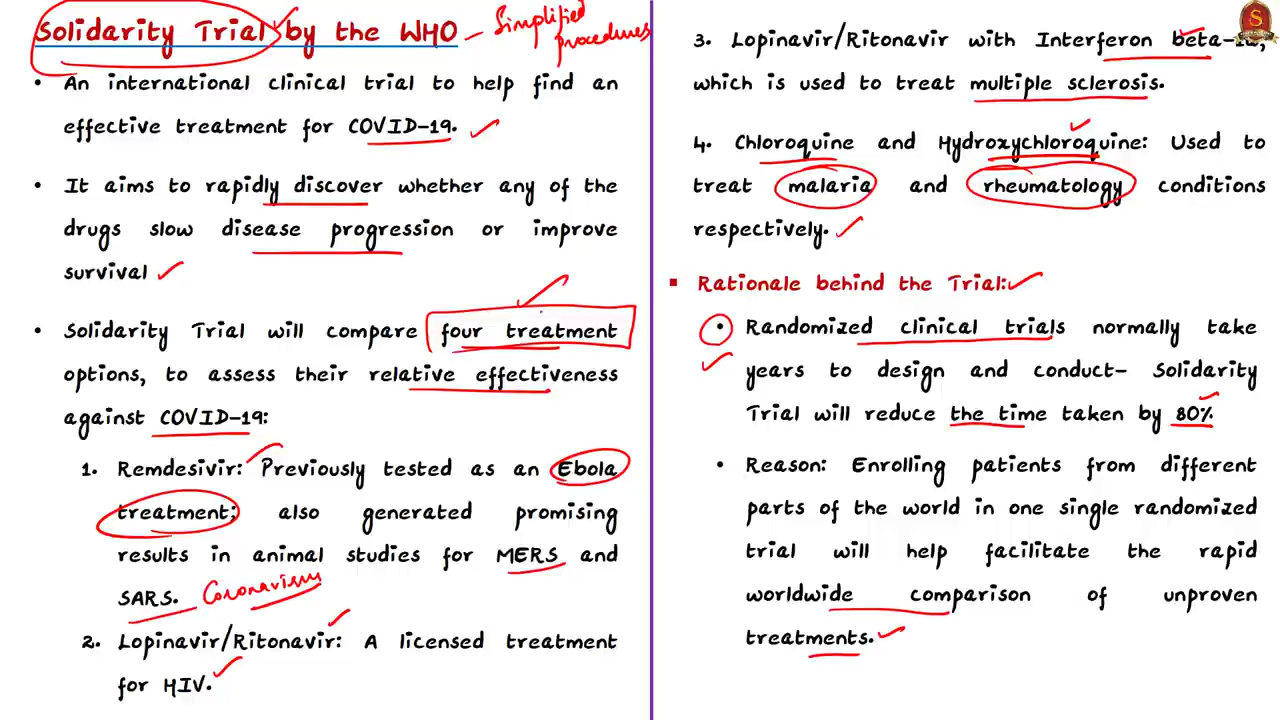 Solidarity Trial by the WHO - Simplified procedures
• An international clinical trial to help find an
effective treatment for COVID-19.
• It aims to rapidly discover whether any of the
drugs slow disease progression or improve
survival
• Solidarity Trial will compare four treatment
options, to assess their relative effectiveness
against COVID-19:
1. Remdesivir: Previously tested as an Ebola
treatment; also generated promising
results in animal studies for MERS and
SARS. Coronavirus
2. Lopinavir/Ritonavir: A licensed treatment
for HIV.
3. Lopinavir/Ritonavir with Interferon
which is used to treat multiple sclerosis.
4. Chloroquine and Hydroxychloroquine: Used to
treat malaria and rheumatology conditions
respectively.
▪ Rationale behind the Trial:
• Randomized clinical trials normally take
years to design and conduct- Solidarity
Trial will reduce the time taken by 80%
• Reason: Enrolling patients from different
parts of the world in one single randomized
trial will help facilitate the rapid
worldwide comparison of unproven
treatments.